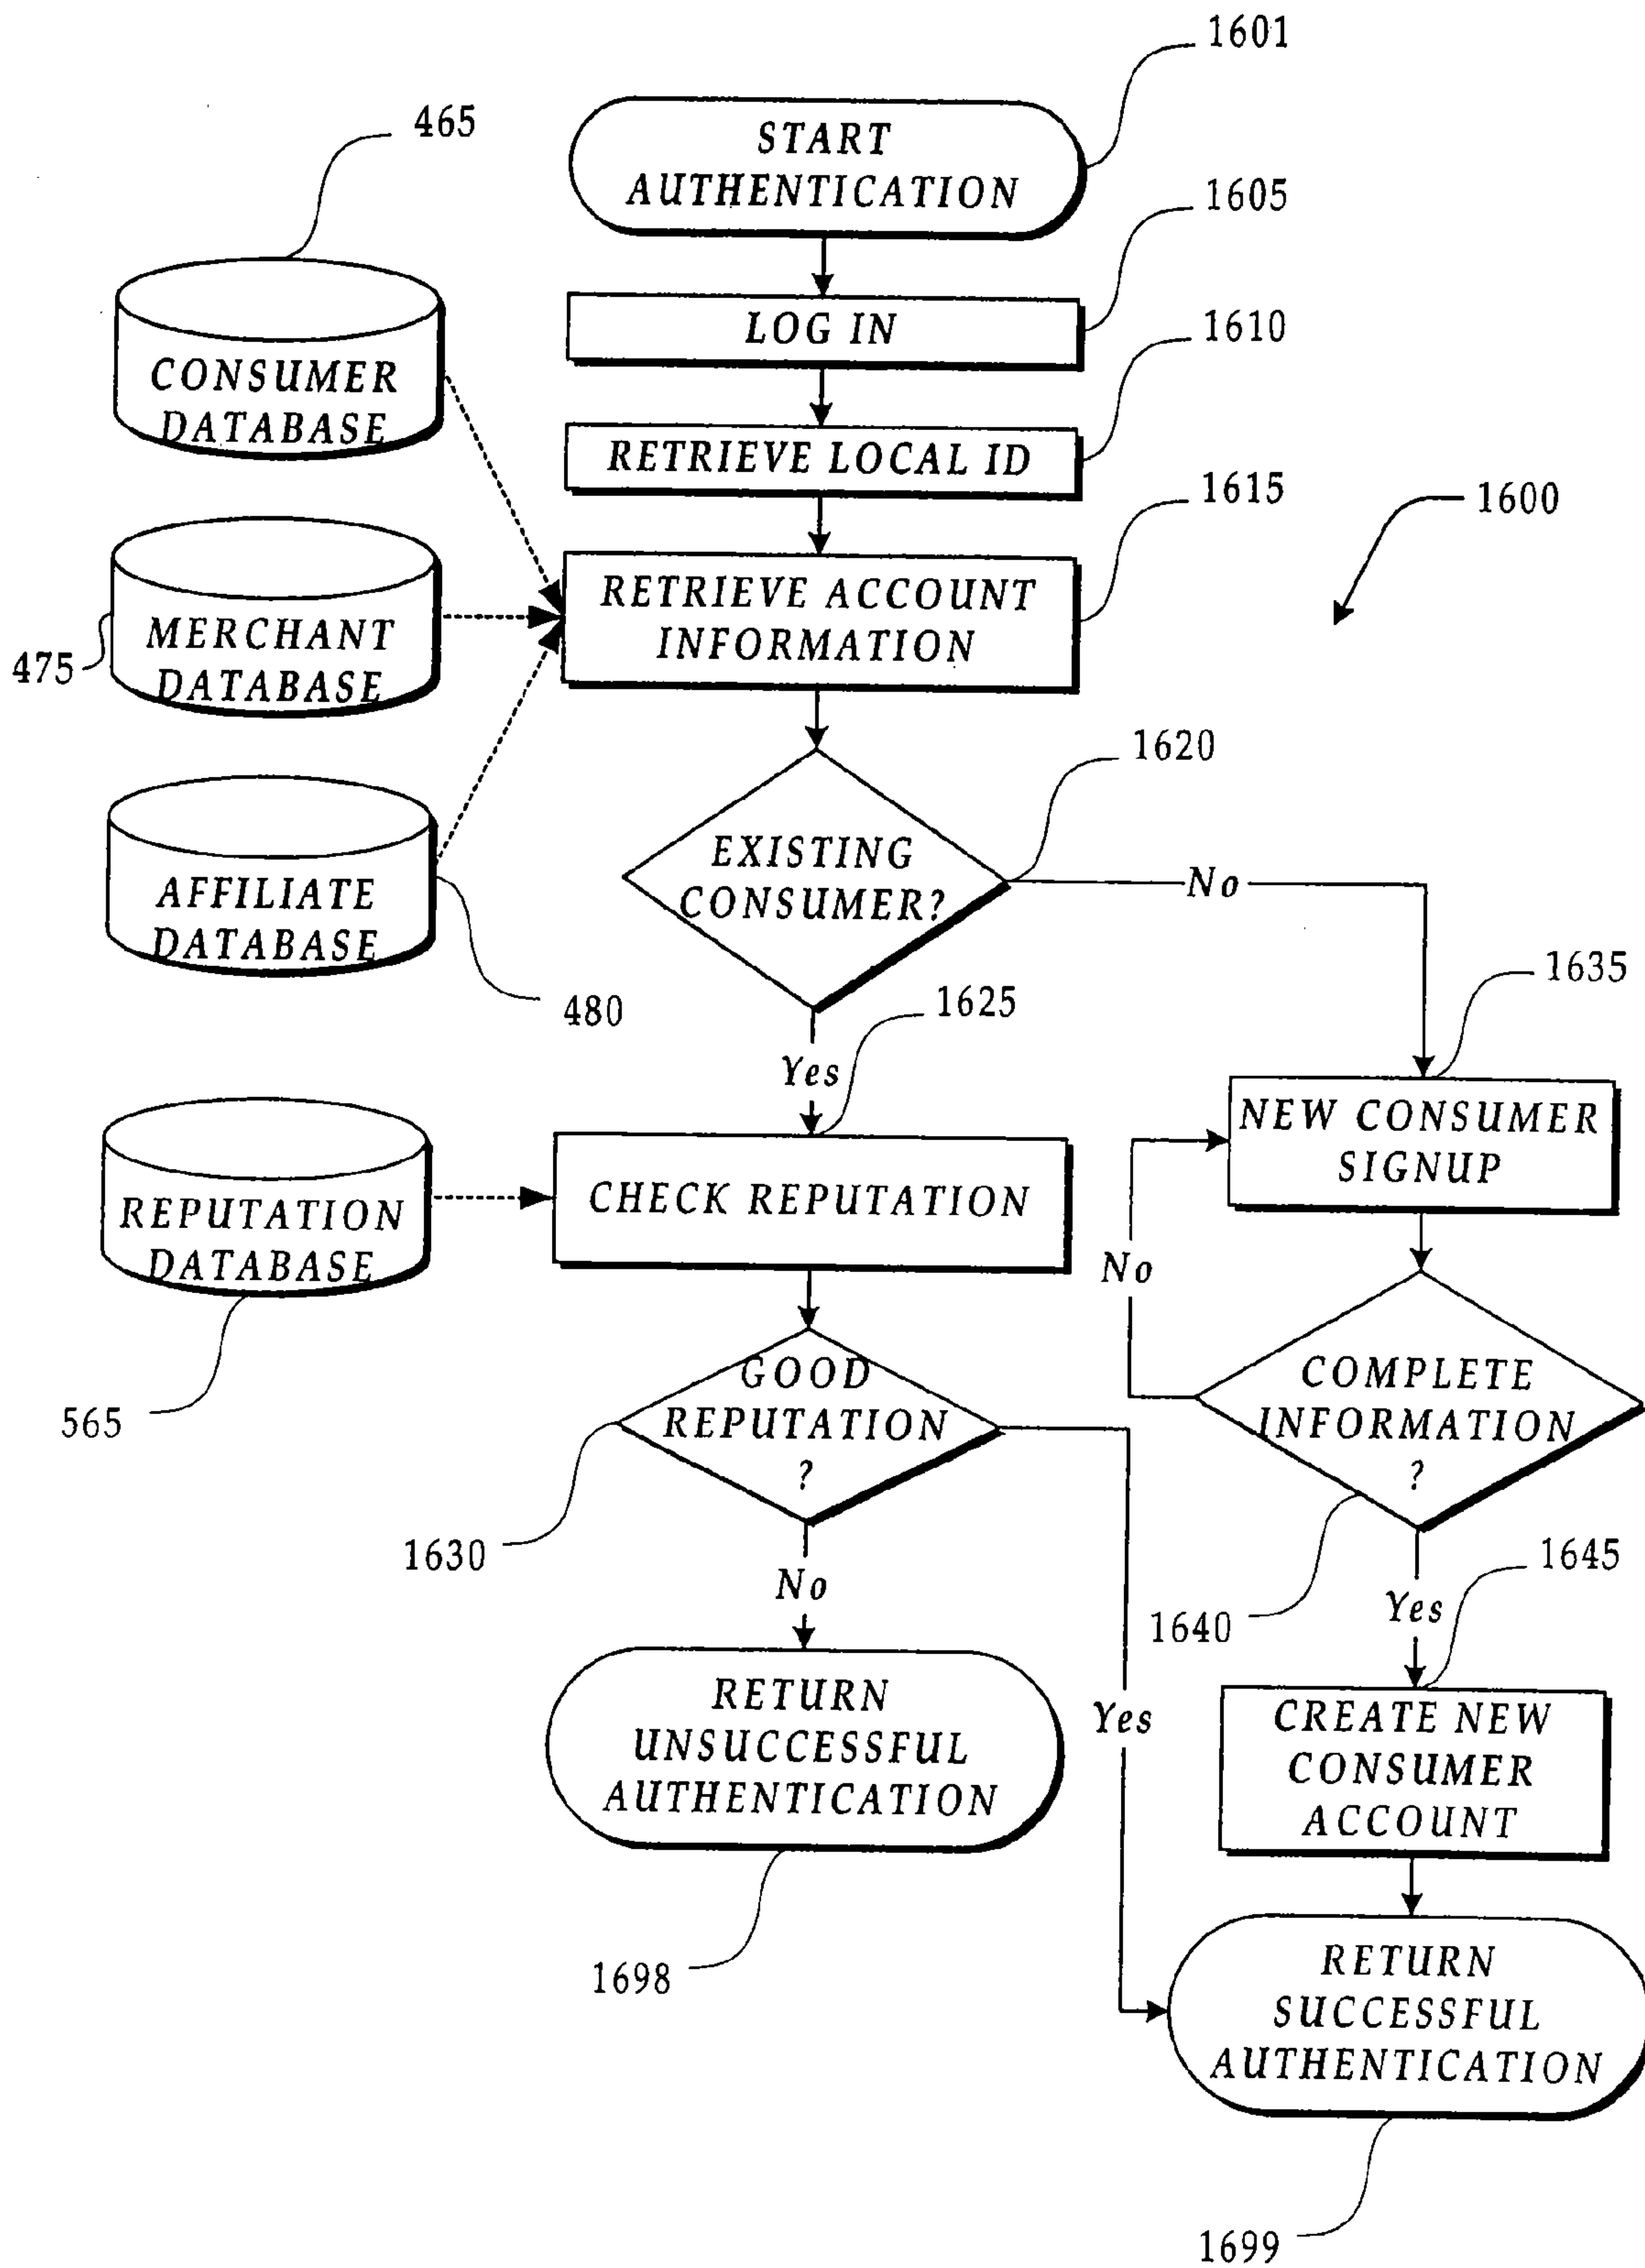 1601
START
AUTHENTICATION
465
1605
LOG IN
1610
CONSUMER
DATABASE
RETRIEVE LOCAL ID
1615
1600
RETRIEVE ACCOUNT
INFORMATION
MERCHANT
DATABASE
475
1620
EXISTING
CONSUMER?
No
AFFILIATE
DATABASE
480
1635
1625
Yes
NEW CONSUMER
SIGNUP
CHECK REPUTATION
REPUTATION
DATABASE
No
565
GOOD
REPUTATION
?
COMPLETE
INFORMATION
?
1630
No
1645
1640
Yes
RETURN
UNSUCCESSFUL
AUTHENTICATION
Yes
CREATE NEW
CONSUMER
ACCOUNT
1698
RETURN
SUCCESSFUL
AUTHENTICATION
1699